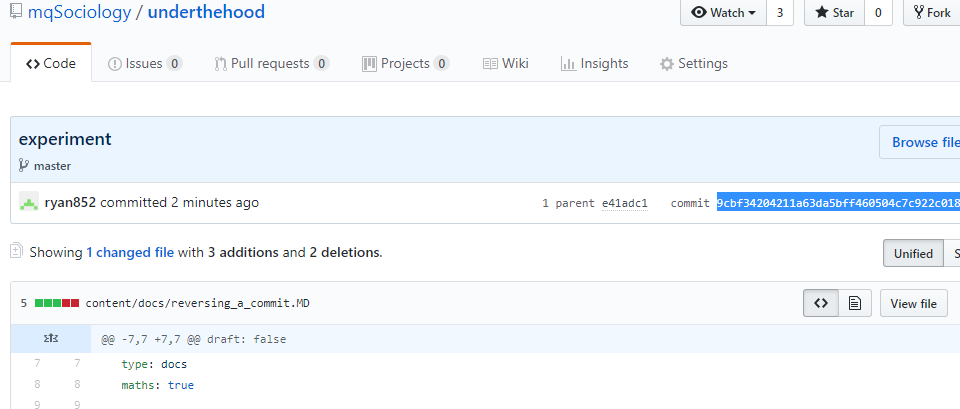 mqSociology / underthehood
Watch 3 Star 0 Fork
Code Issues 0 Pull requests 0 Projects 0 Wiki Insights Settings
experiment
Browse file
master
ryan852 committed 2 minutes ago 1 parent e41adc1 commit 9cbf34204211a63da5bff460504c7c922c018
Showing 1 changed file with 3 additions and 2 deletions.
Unified S
5 content/docs/reversing_a_commit.MD View file
@@ -7,7 +7,7 @@ draft: false
7 7 type: docs
8 8 maths: true
9 9